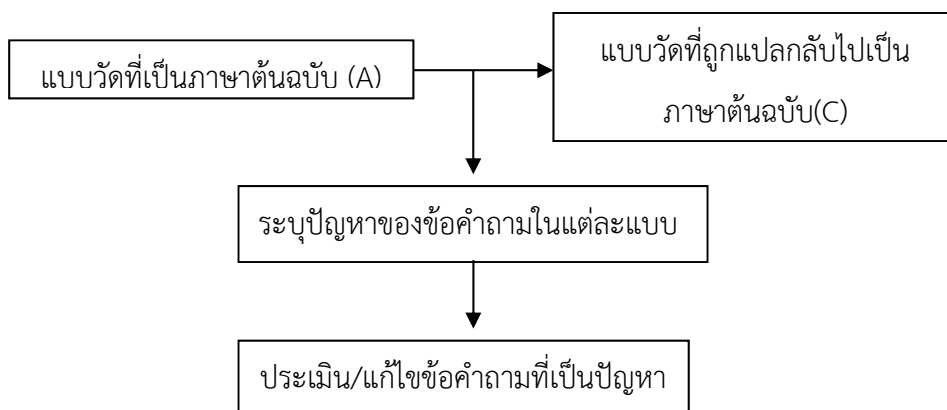 แบบวัดที่เป็นภาษาต้นฉบับ (A)
แบบวัดที่ถูกแปลกลับไปเป็น
ภาษาต้นฉบับ(C)
ระบุปัญหาของข้อคำถามในแต่ละแบบ
ประเมิน/แก้ไขข้อคำถามที่เป็นปัญหา